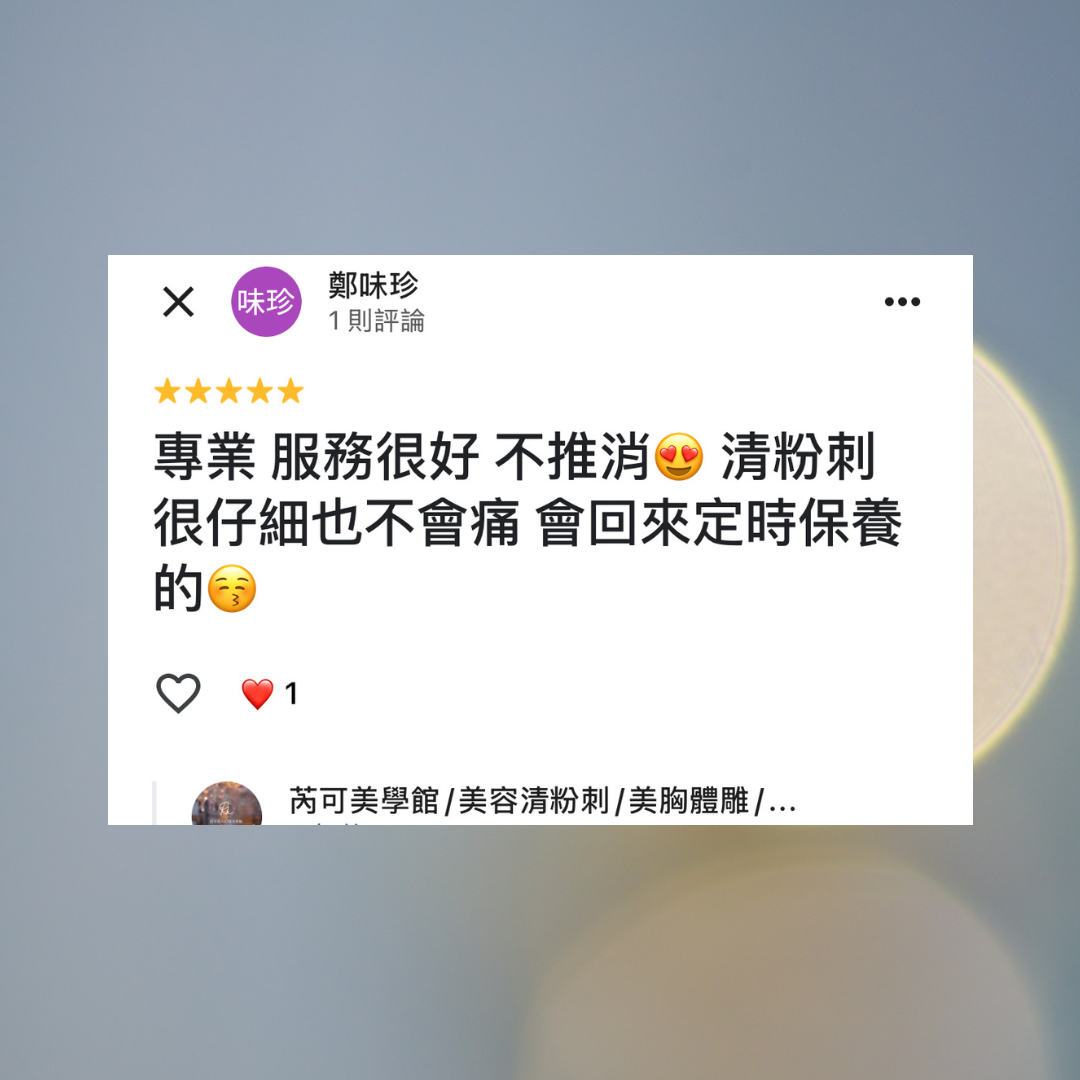 味珍
鄭味珍
1 則評論
專業 服務很好 不推消😍 清粉刺
很仔細也不會痛 會回來定時保養
的😚
❤️ 1
芮可美學館/美容清粉刺/美胸體雕/...